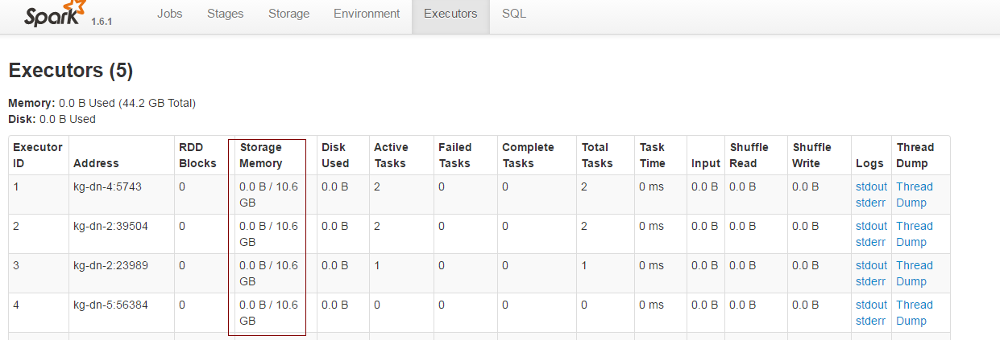 Spark 1.6.1 Jobs Stages Storage Environment Executors SQL
Executors (5)
Memory: 0.0 B Used (44.2 GB Total)
Disk: 0.0 B Used
Executor ID Address RDD Blocks Storage Memory Disk Used Active Tasks Failed Tasks Complete Tasks Total Tasks Task Time Input Shuffle Read Shuffle Write Logs Thread Dump
1 kg-dn-4:5743 0 0.0 B / 10.6 GB 0.0 B 2 0 0 2 0 ms 0.0 B 0.0 B 0.0 B stdout stderr Thread Dump
2 kg-dn-2:39504 0 0.0 B / 10.6 GB 0.0 B 2 0 0 2 0 ms 0.0 B 0.0 B 0.0 B stdout stderr Thread Dump
3 kg-dn-2:23989 0 0.0 B / 10.6 GB 0.0 B 1 0 0 1 0 ms 0.0 B 0.0 B 0.0 B stdout stderr Thread Dump
4 kg-dn-5:56384 0 0.0 B / 10.6 GB 0.0 B 0 0 0 0 0 ms 0.0 B 0.0 B 0.0 B stdout stderr Thread Dump